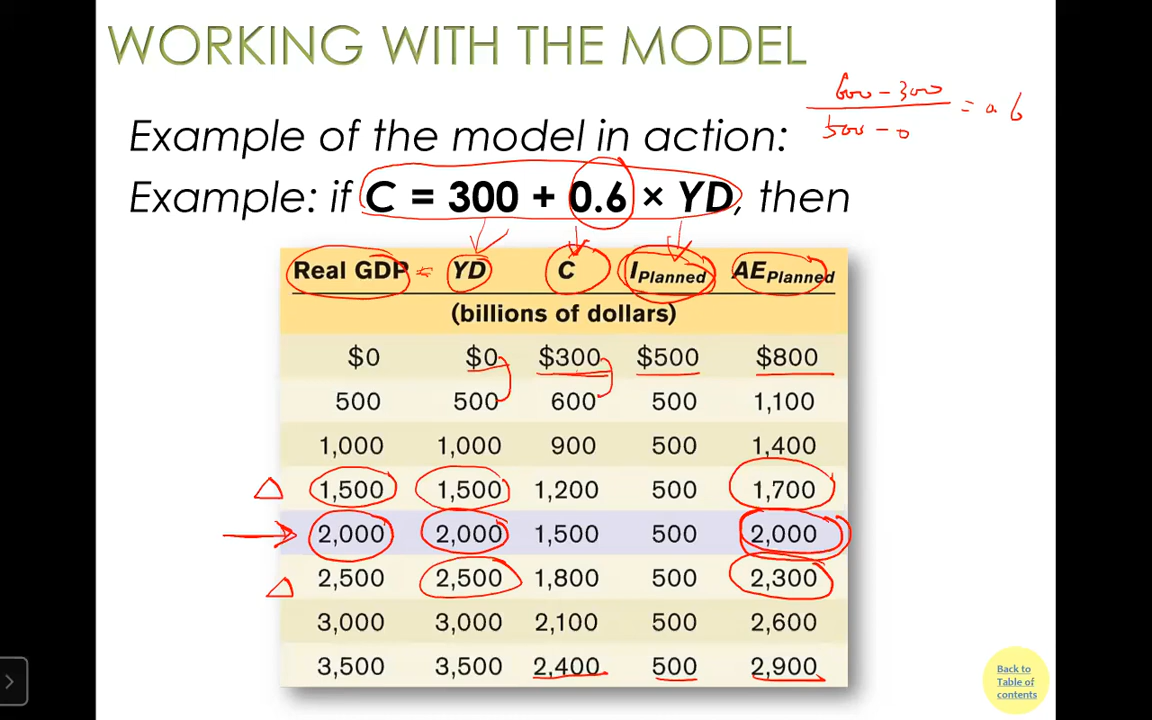 WORKING WITH THE MODEL
600 - 300
500 - 0
= 0.6
Example of the model in action:
Example: if C = 300 + 0.6 × YD, then
Real GDP = YD C IPlanned AEPlanned
(billions of dollars)
$0 $0 $300 $500 $800
500 500 600 500 1,100
1,000 1,000 900 500 1,400
Δ 1,500 1,500 1,200 500 1,700
2,000 2,000 1,500 500 2,000
Δ 2,500 2,500 1,800 500 2,300
3,000 3,000 2,100 500 2,600
3,500 3,500 2,400 500 2,900
Back to
Table of
contents